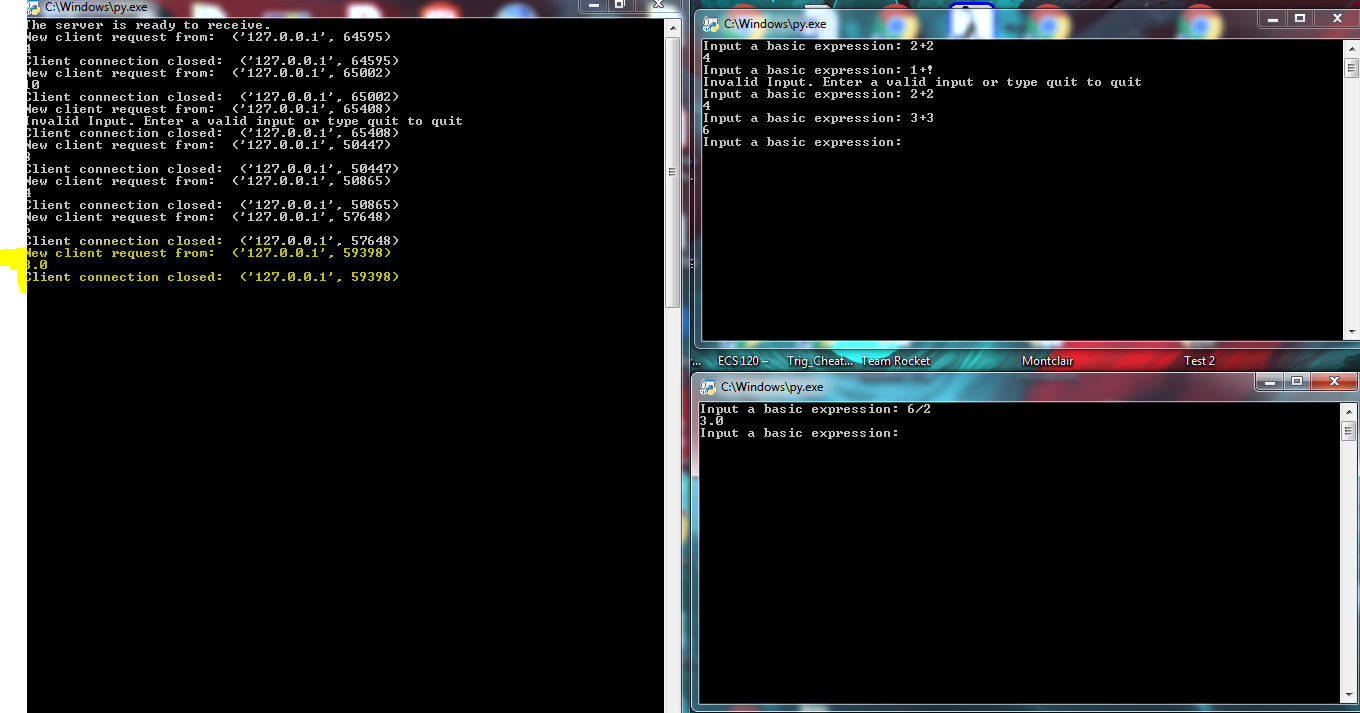 C:\Windows\py.exe
The server is ready to receive.
New client request from:  ('127.0.0.1', 64595)
4
Client connection closed:  ('127.0.0.1', 64595)
New client request from:  ('127.0.0.1', 65002)
10
Client connection closed:  ('127.0.0.1', 65002)
New client request from:  ('127.0.0.1', 65408)
Invalid Input. Enter a valid input or type quit to quit
Client connection closed:  ('127.0.0.1', 65408)
New client request from:  ('127.0.0.1', 50447)
Client connection closed:  ('127.0.0.1', 50447)
New client request from:  ('127.0.0.1', 50865)
4
Client connection closed:  ('127.0.0.1', 50865)
New client request from:  ('127.0.0.1', 57648)
Client connection closed:  ('127.0.0.1', 57648)
New client request from:  ('127.0.0.1', 59398)
3.0
Client connection closed:  ('127.0.0.1', 59398)
C:\Windows\py.exe
Input a basic expression: 2+2
4
Input a basic expression: 1+!
Invalid Input. Enter a valid input or type quit to quit
Input a basic expression: 2+2
4
Input a basic expression: 3+3
6
Input a basic expression:
... ECS 120 – Trig_Cheat... Team Rocket Montclair Test 2
C:\Windows\py.exe
Input a basic expression: 6/2
3.0
Input a basic expression: